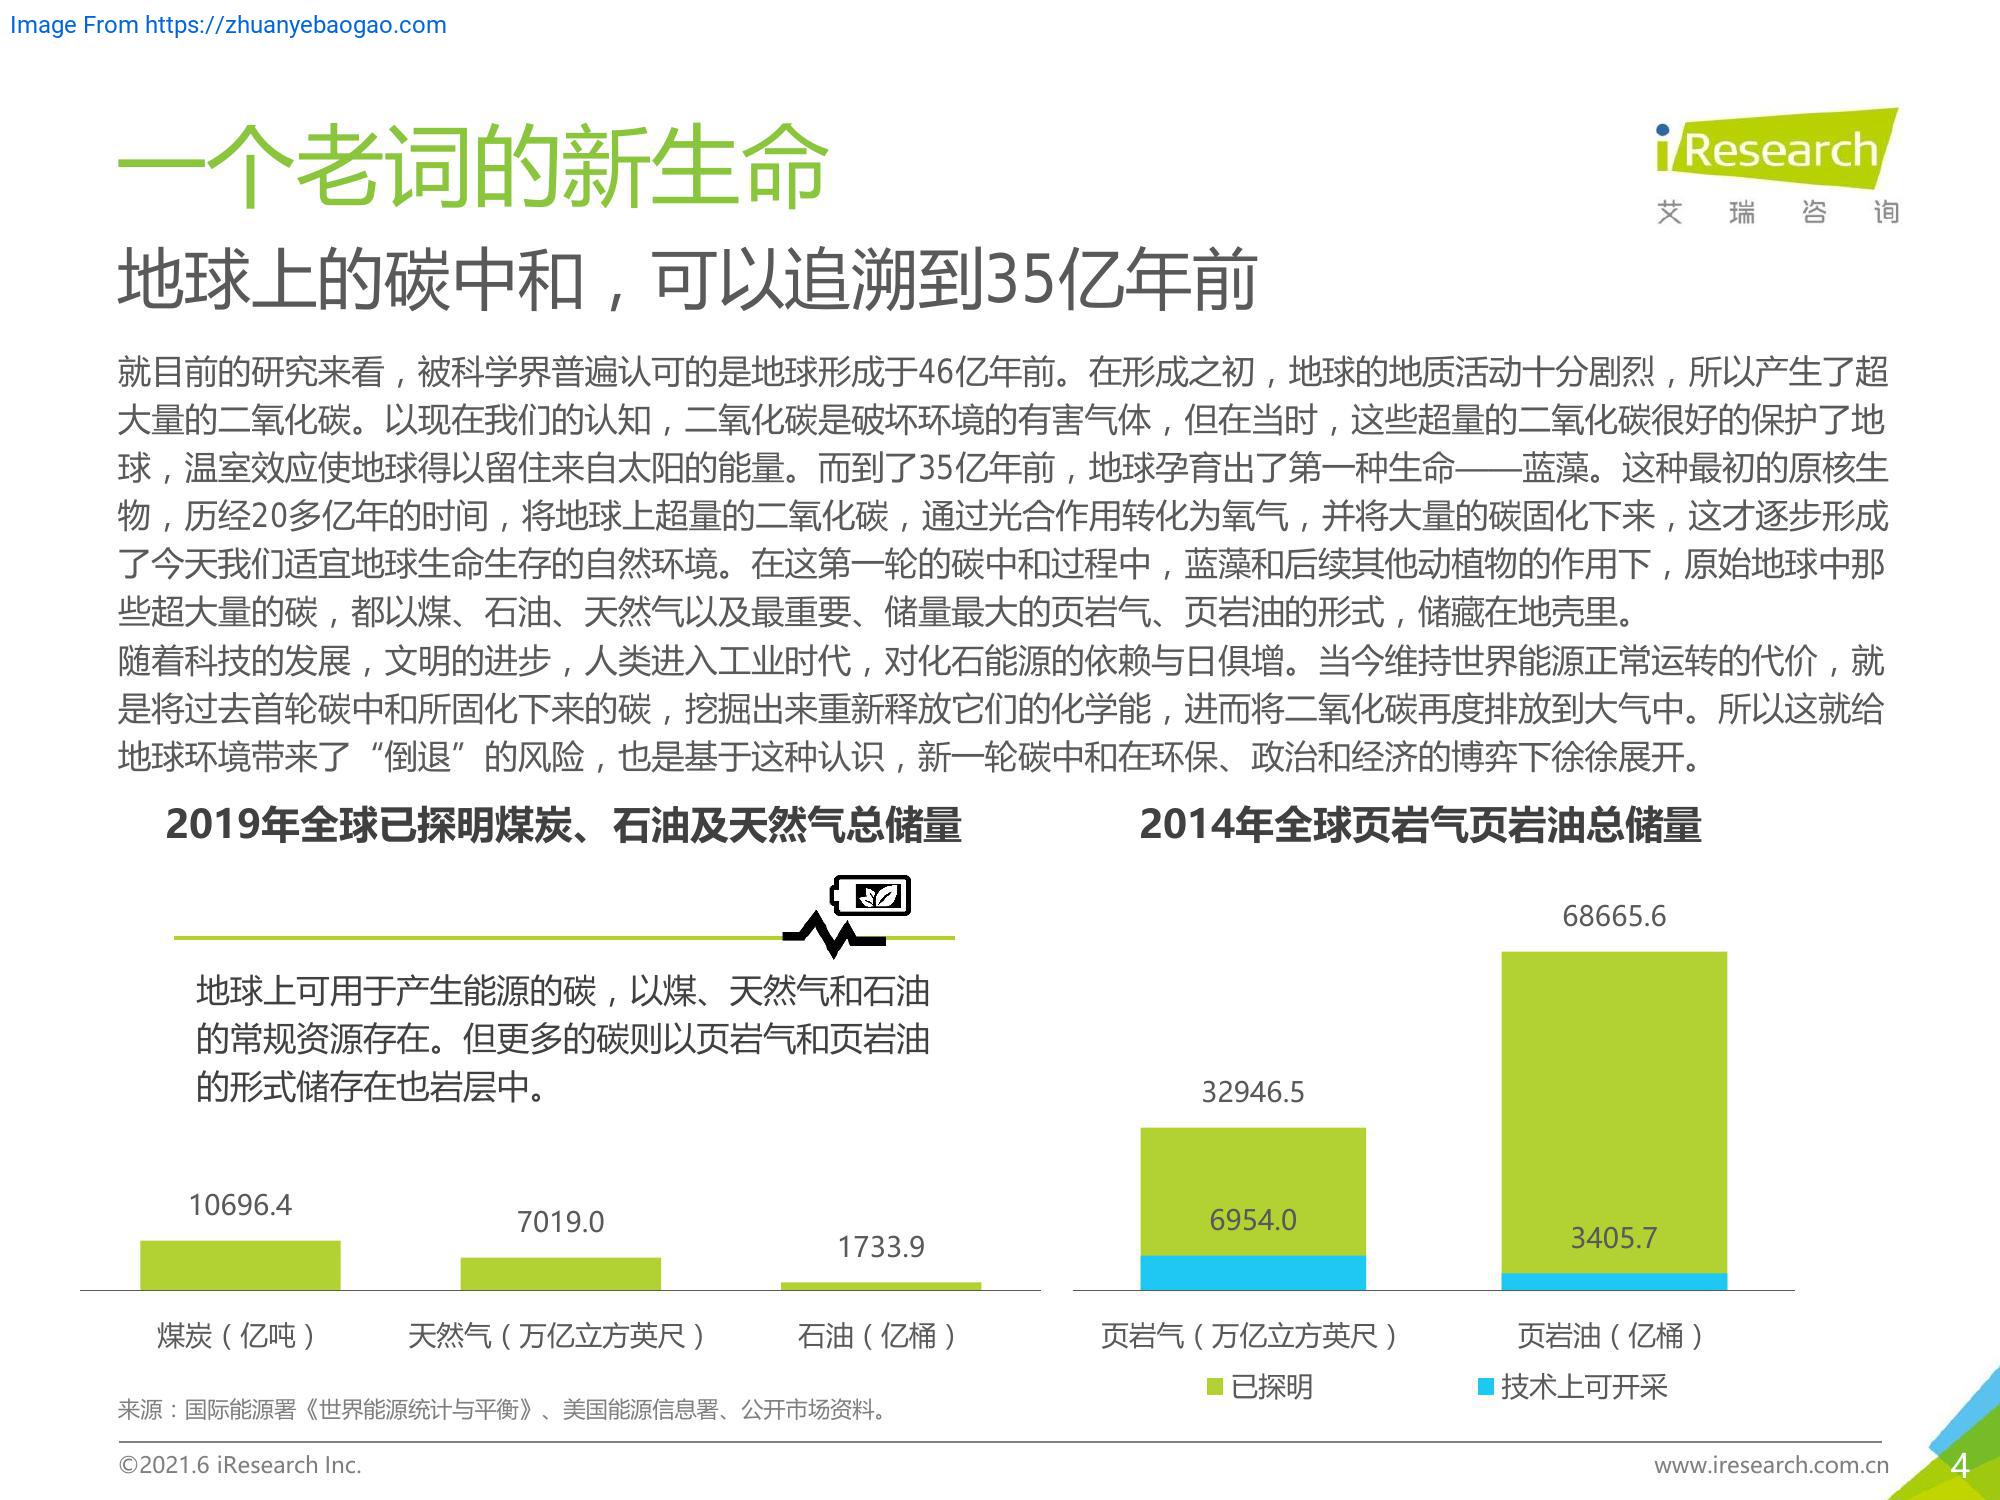 Image From https://zhuanyebaogao.com
一个老词的新生命
iResearch
艾瑞咨询
地球上的碳中和，可以追溯到35亿年前
就目前的研究来看，被科学界普遍认可的是地球形成于46亿年前。在形成之初，地球的地质活动十分剧烈，所以产生了超
大量的二氧化碳。以现在我们的认知，二氧化碳是破坏环境的有害气体，但在当时，这些超量的二氧化碳很好的保护了地
球，温室效应使地球得以留住来自太阳的能量。而到了35亿年前，地球孕育出了第一种生命——蓝藻。这种最初的原核生
物，历经20多亿年的时间，将地球上超量的二氧化碳，通过光合作用转化为氧气，并将大量的碳固化下来，这才逐步形成
了今天我们适宜地球生命生存的自然环境。在这第一轮的碳中和过程中，蓝藻和后续其他动植物的作用下，原始地球中那
些超大量的碳，都以煤、石油、天然气以及最重要、储量最大的页岩气、页岩油的形式，储藏在地壳里。
随着科技的发展，文明的进步，人类进入工业时代，对化石能源的依赖与日俱增。当今维持世界能源正常运转的代价，就
是将过去首轮碳中和所固化下来的碳，挖掘出来重新释放它们的化学能，进而将二氧化碳再度排放到大气中。所以这就给
地球环境带来了“倒退”的风险，也是基于这种认识，新一轮碳中和在环保、政治和经济的博弈下徐徐展开。
2019年全球已探明煤炭、石油及天然气总储量
地球上可用于产生能源的碳，以煤、天然气和石油
的常规资源存在。但更多的碳则以页岩气和页岩油
的形式储存在也岩层中。
10696.4
7019.0
1733.9
煤炭（亿吨）
天然气（万亿立方英尺）
石油（亿桶）
2014年全球页岩气页岩油总储量
68665.6
32946.5
6954.0
3405.7
页岩气（万亿立方英尺）
页岩油（亿桶）
已探明
技术上可开采
来源：国际能源署《世界能源统计与平衡》、美国能源信息署、公开市场资料。
©2021.6 iResearch Inc.
www.iresearch.com.cn
4